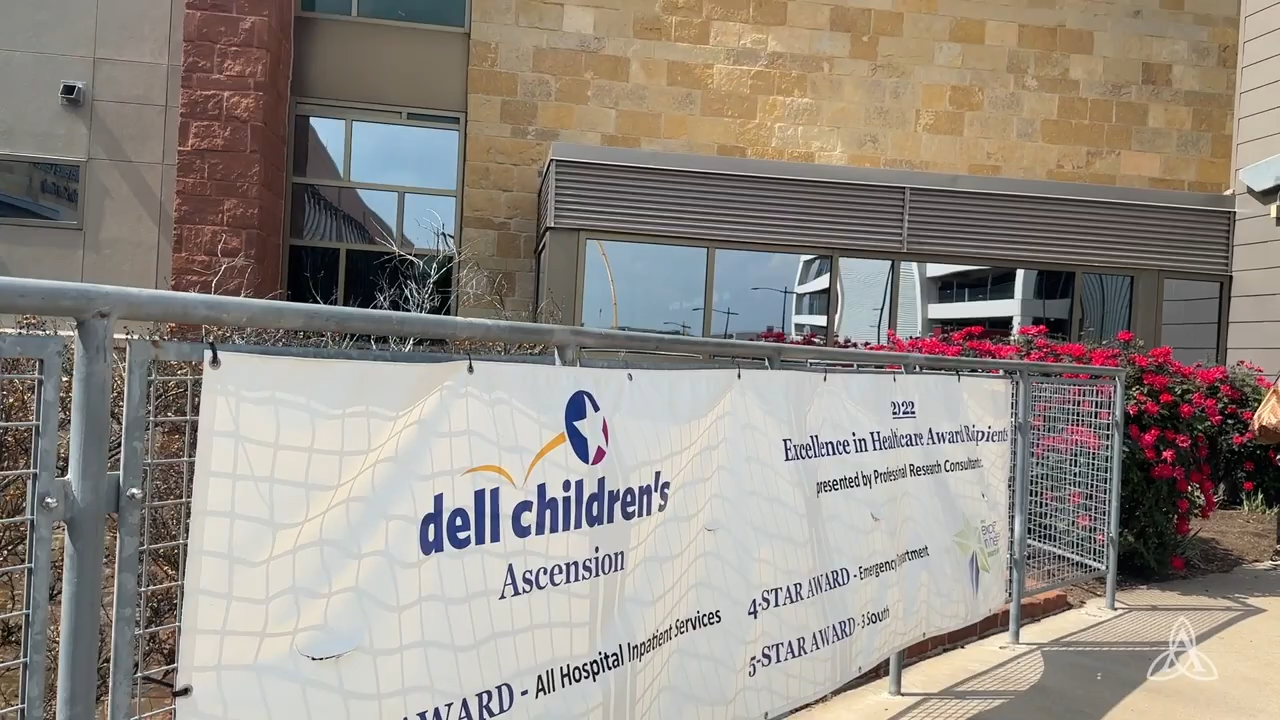 dell children's
Ascension
AWARD - All Hospital Inpatient Services
2022
Excellence in Healthcare Award Recipients
presented by Professional Research Consultants
4-STAR AWARD - Emergency Department
5-STAR AWARD - 3 South